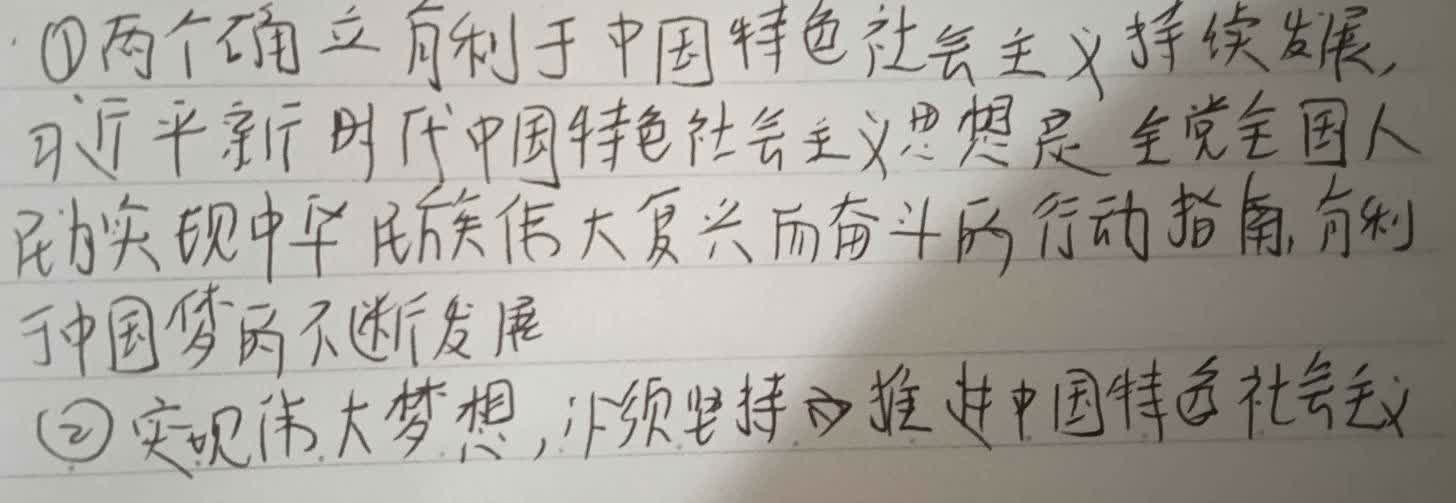 ①两个确立有利于中国特色社会主义持续发展,
习近平新时代中国特色社会主义思想是全党全国人
民为实现中华民族伟大复兴而奋斗的行动指南,有利
于中国梦的不断发展
②实现伟大梦想,必须坚持推进中国特色社会主义